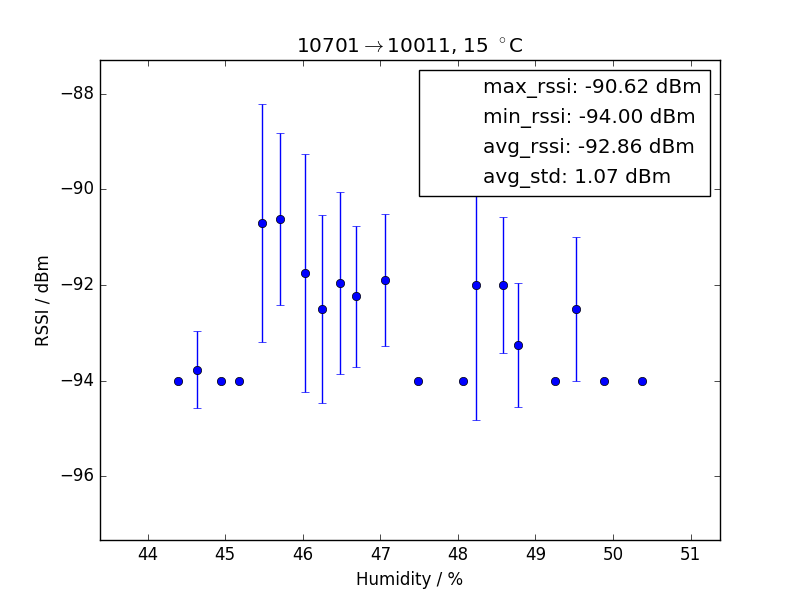 10701→10011, 15 °C
max_rssi: -90.62 dBm
min_rssi: -94.00 dBm
avg_rssi: -92.86 dBm
avg_std: 1.07 dBm
−88
−90
−92
−94
−96
RSSI / dBm
44 45 46 47 48 49 50 51
Humidity / %